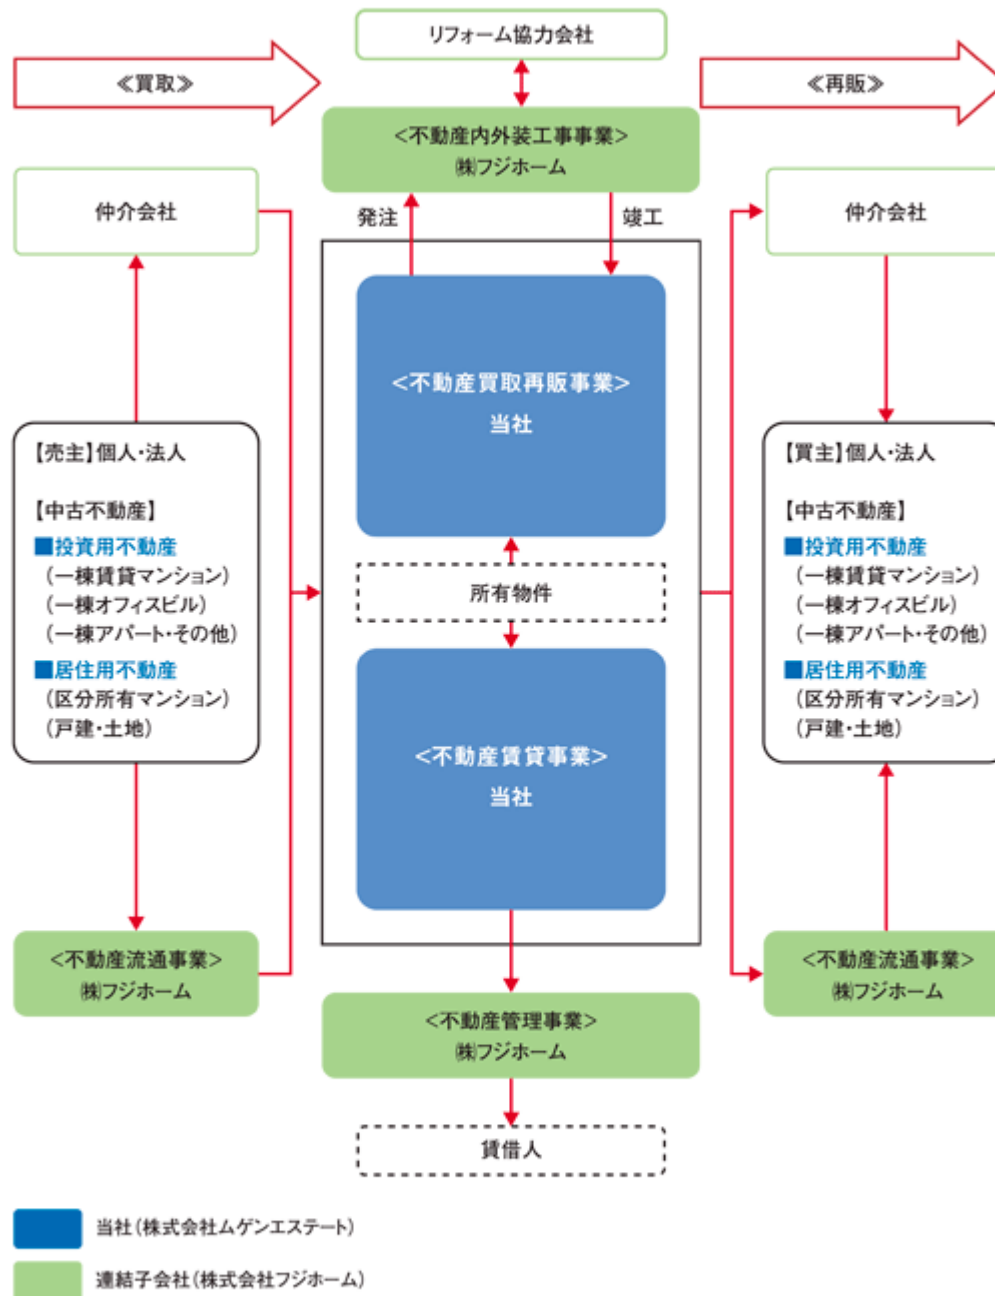 リフォーム協力会社
≪買取≫
≪再販≫
<不動産内外装工事事業>
㈱フジホーム
仲介会社
発注
竣工
仲介会社
<不動産買取再販事業>
当社
【売主】個人・法人
【中古不動産】
■投資用不動産
(一棟賃貸マンション)
(一棟オフィスビル)
(一棟アパート・その他)
■居住用不動産
(区分所有マンション)
(戸建・土地)
所有物件
【買主】個人・法人
【中古不動産】
■投資用不動産
(一棟賃貸マンション)
(一棟オフィスビル)
(一棟アパート・その他)
■居住用不動産
(区分所有マンション)
(戸建・土地)
<不動産賃貸事業>
当社
<不動産流通事業>
㈱フジホーム
<不動産流通事業>
㈱フジホーム
<不動産管理事業>
㈱フジホーム
賃借人
当社(株式会社ムゲンエステート)
連結子会社(株式会社フジホーム)